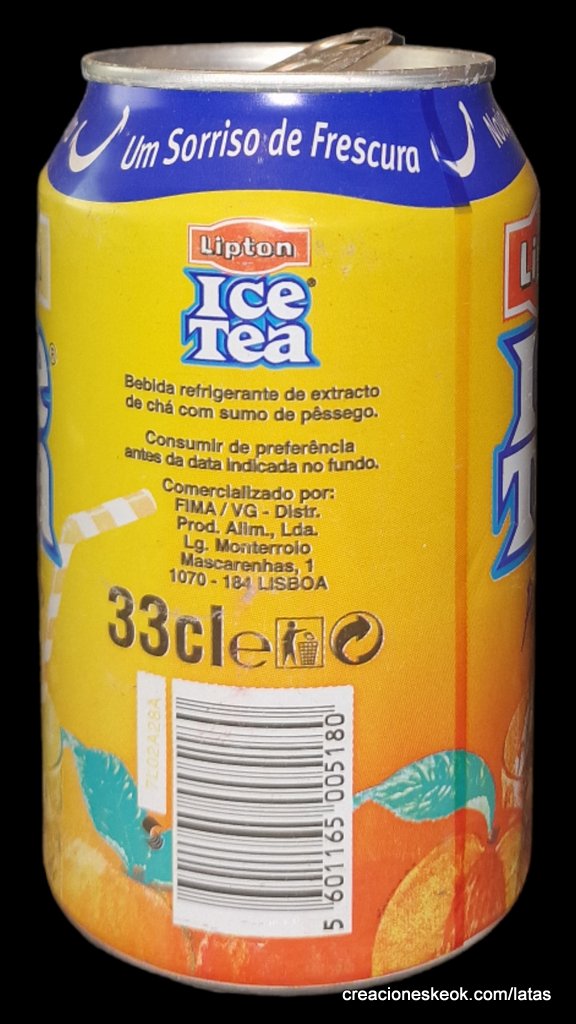 Um Sorriso de Frescura
Lipton
ICE
TEA
Bebida refrigerante de extracto
de chá com sumo de pêssego.
Consumir de preferência
antes da data indicada no fundo.
Comercializado por:
FIMA / VG - Distr.
Prod. Alim., Lda.
Lg. Monterroio
Mascarenhas, 1
1070 - 184 LISBOA
33cl e
7L02A28A
5 601165 005180
creacioneskeok.com/latas